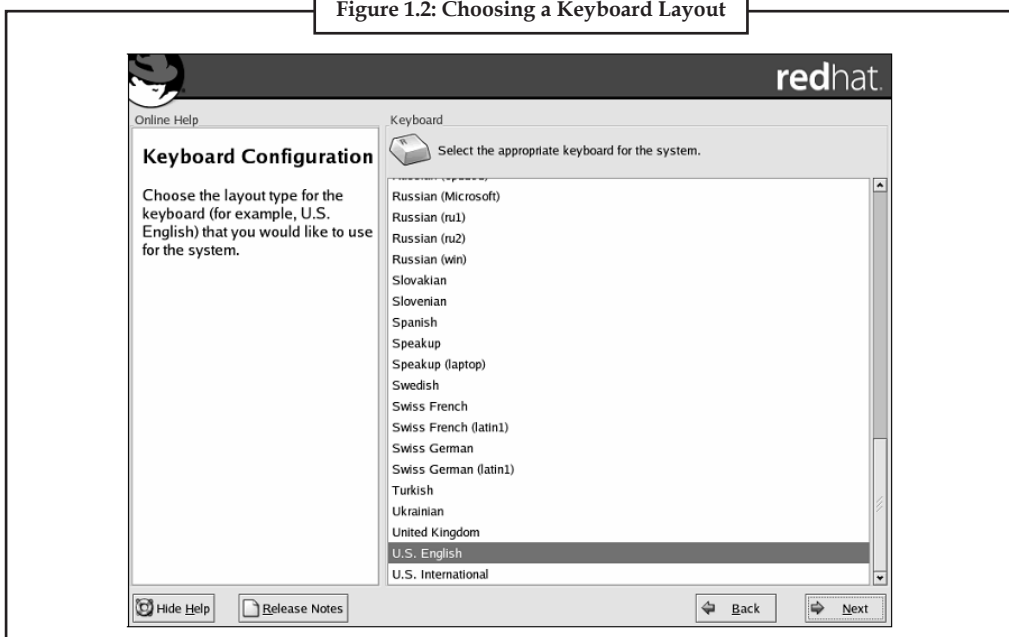 Figure 1.2: Choosing a Keyboard Layout
redhat.
Online Help
Keyboard Configuration
Choose the layout type for the
keyboard (for example, U.S.
English) that you would like to use
for the system.
Keyboard
Select the appropriate keyboard for the system.
Russian (Microsoft)
Russian (ru1)
Russian (ru2)
Russian (win)
Slovakian
Slovenian
Spanish
Speakup
Speakup (laptop)
Swedish
Swiss French
Swiss French (latin1)
Swiss German
Swiss German (latin1)
Turkish
Ukrainian
United Kingdom
U.S. English
U.S. International
Hide Help
Release Notes
Back
Next